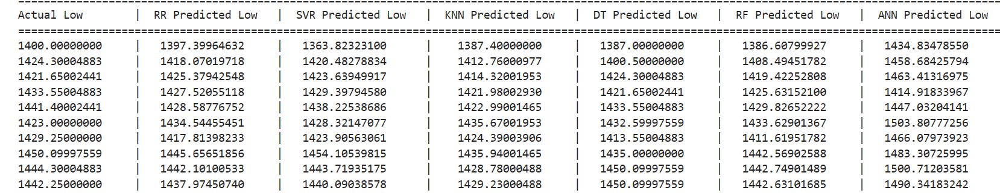 Actual Low | RR Predicted Low | SVR Predicted Low | KNN Predicted Low | DT Predicted Low | RF Predicted Low | ANN Predicted Low
1400.00000000 | 1397.39964632 | 1363.82323100 | 1387.40000000 | 1387.00000000 | 1386.60799927 | 1434.83478550
1424.30004883 | 1418.07019718 | 1420.48278834 | 1412.76000977 | 1400.50000000 | 1408.49451782 | 1458.68425794
1421.65002441 | 1425.37942548 | 1423.63949917 | 1414.32001953 | 1424.30004883 | 1419.42252808 | 1463.41316975
1433.55004883 | 1427.52055118 | 1429.39794580 | 1421.98002930 | 1421.65002441 | 1425.63152100 | 1414.91833967
1441.40002441 | 1428.58776752 | 1438.22538686 | 1422.99001465 | 1433.55004883 | 1429.82652222 | 1447.03204141
1423.00000000 | 1434.54455451 | 1428.32147077 | 1435.67001953 | 1432.59997559 | 1433.62901367 | 1503.80777256
1429.25000000 | 1417.81398233 | 1423.90563061 | 1424.39003906 | 1413.55004883 | 1411.61951782 | 1466.07973923
1450.09997559 | 1445.65651856 | 1454.10539815 | 1435.94001465 | 1435.00000000 | 1442.56902588 | 1483.30725995
1444.30004883 | 1442.10100533 | 1443.71935175 | 1428.78000488 | 1450.09997559 | 1442.74901489 | 1500.71203581
1442.25000000 | 1437.97450740 | 1440.09038578 | 1429.23000488 | 1450.09997559 | 1442.63101685 | 1490.34183242